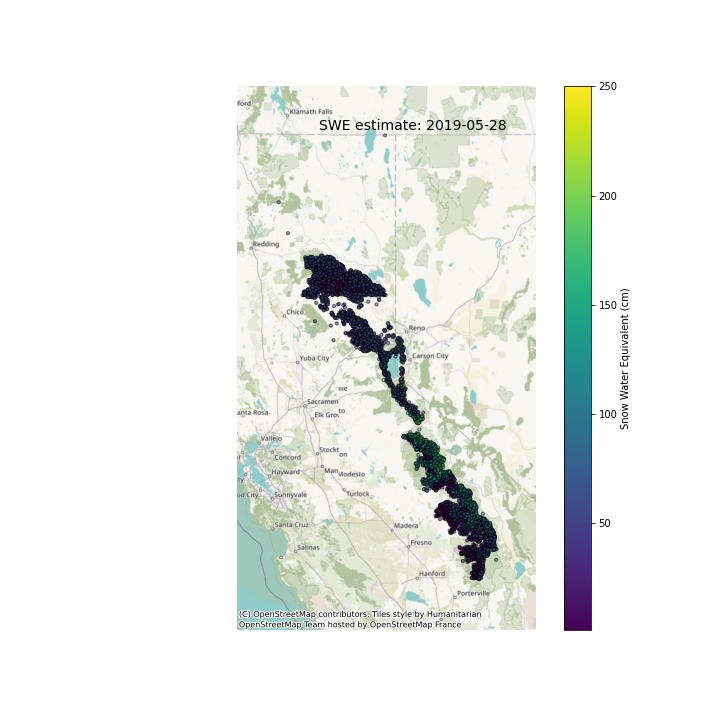 ford
Klamath Falls
SWE estimate: 2019-05-28
Redding
Chico
Reno
Yuba City
Carson City
we
Sacramen
to
anta Rosa
Elk Grov
Vallejo
Stockt
on
Concord
Hayward
Man
Modesto
od City
Sunnyvale
Turlock
Santa Cruz
Madera
Salinas
Fresno
Hanford
Porterville
(C) OpenStreetMap contributors, Tiles style by Humanitarian
OpenStreetMap Team hosted by OpenStreetMap France
250
200
150
100
50
Snow Water Equivalent (cm)